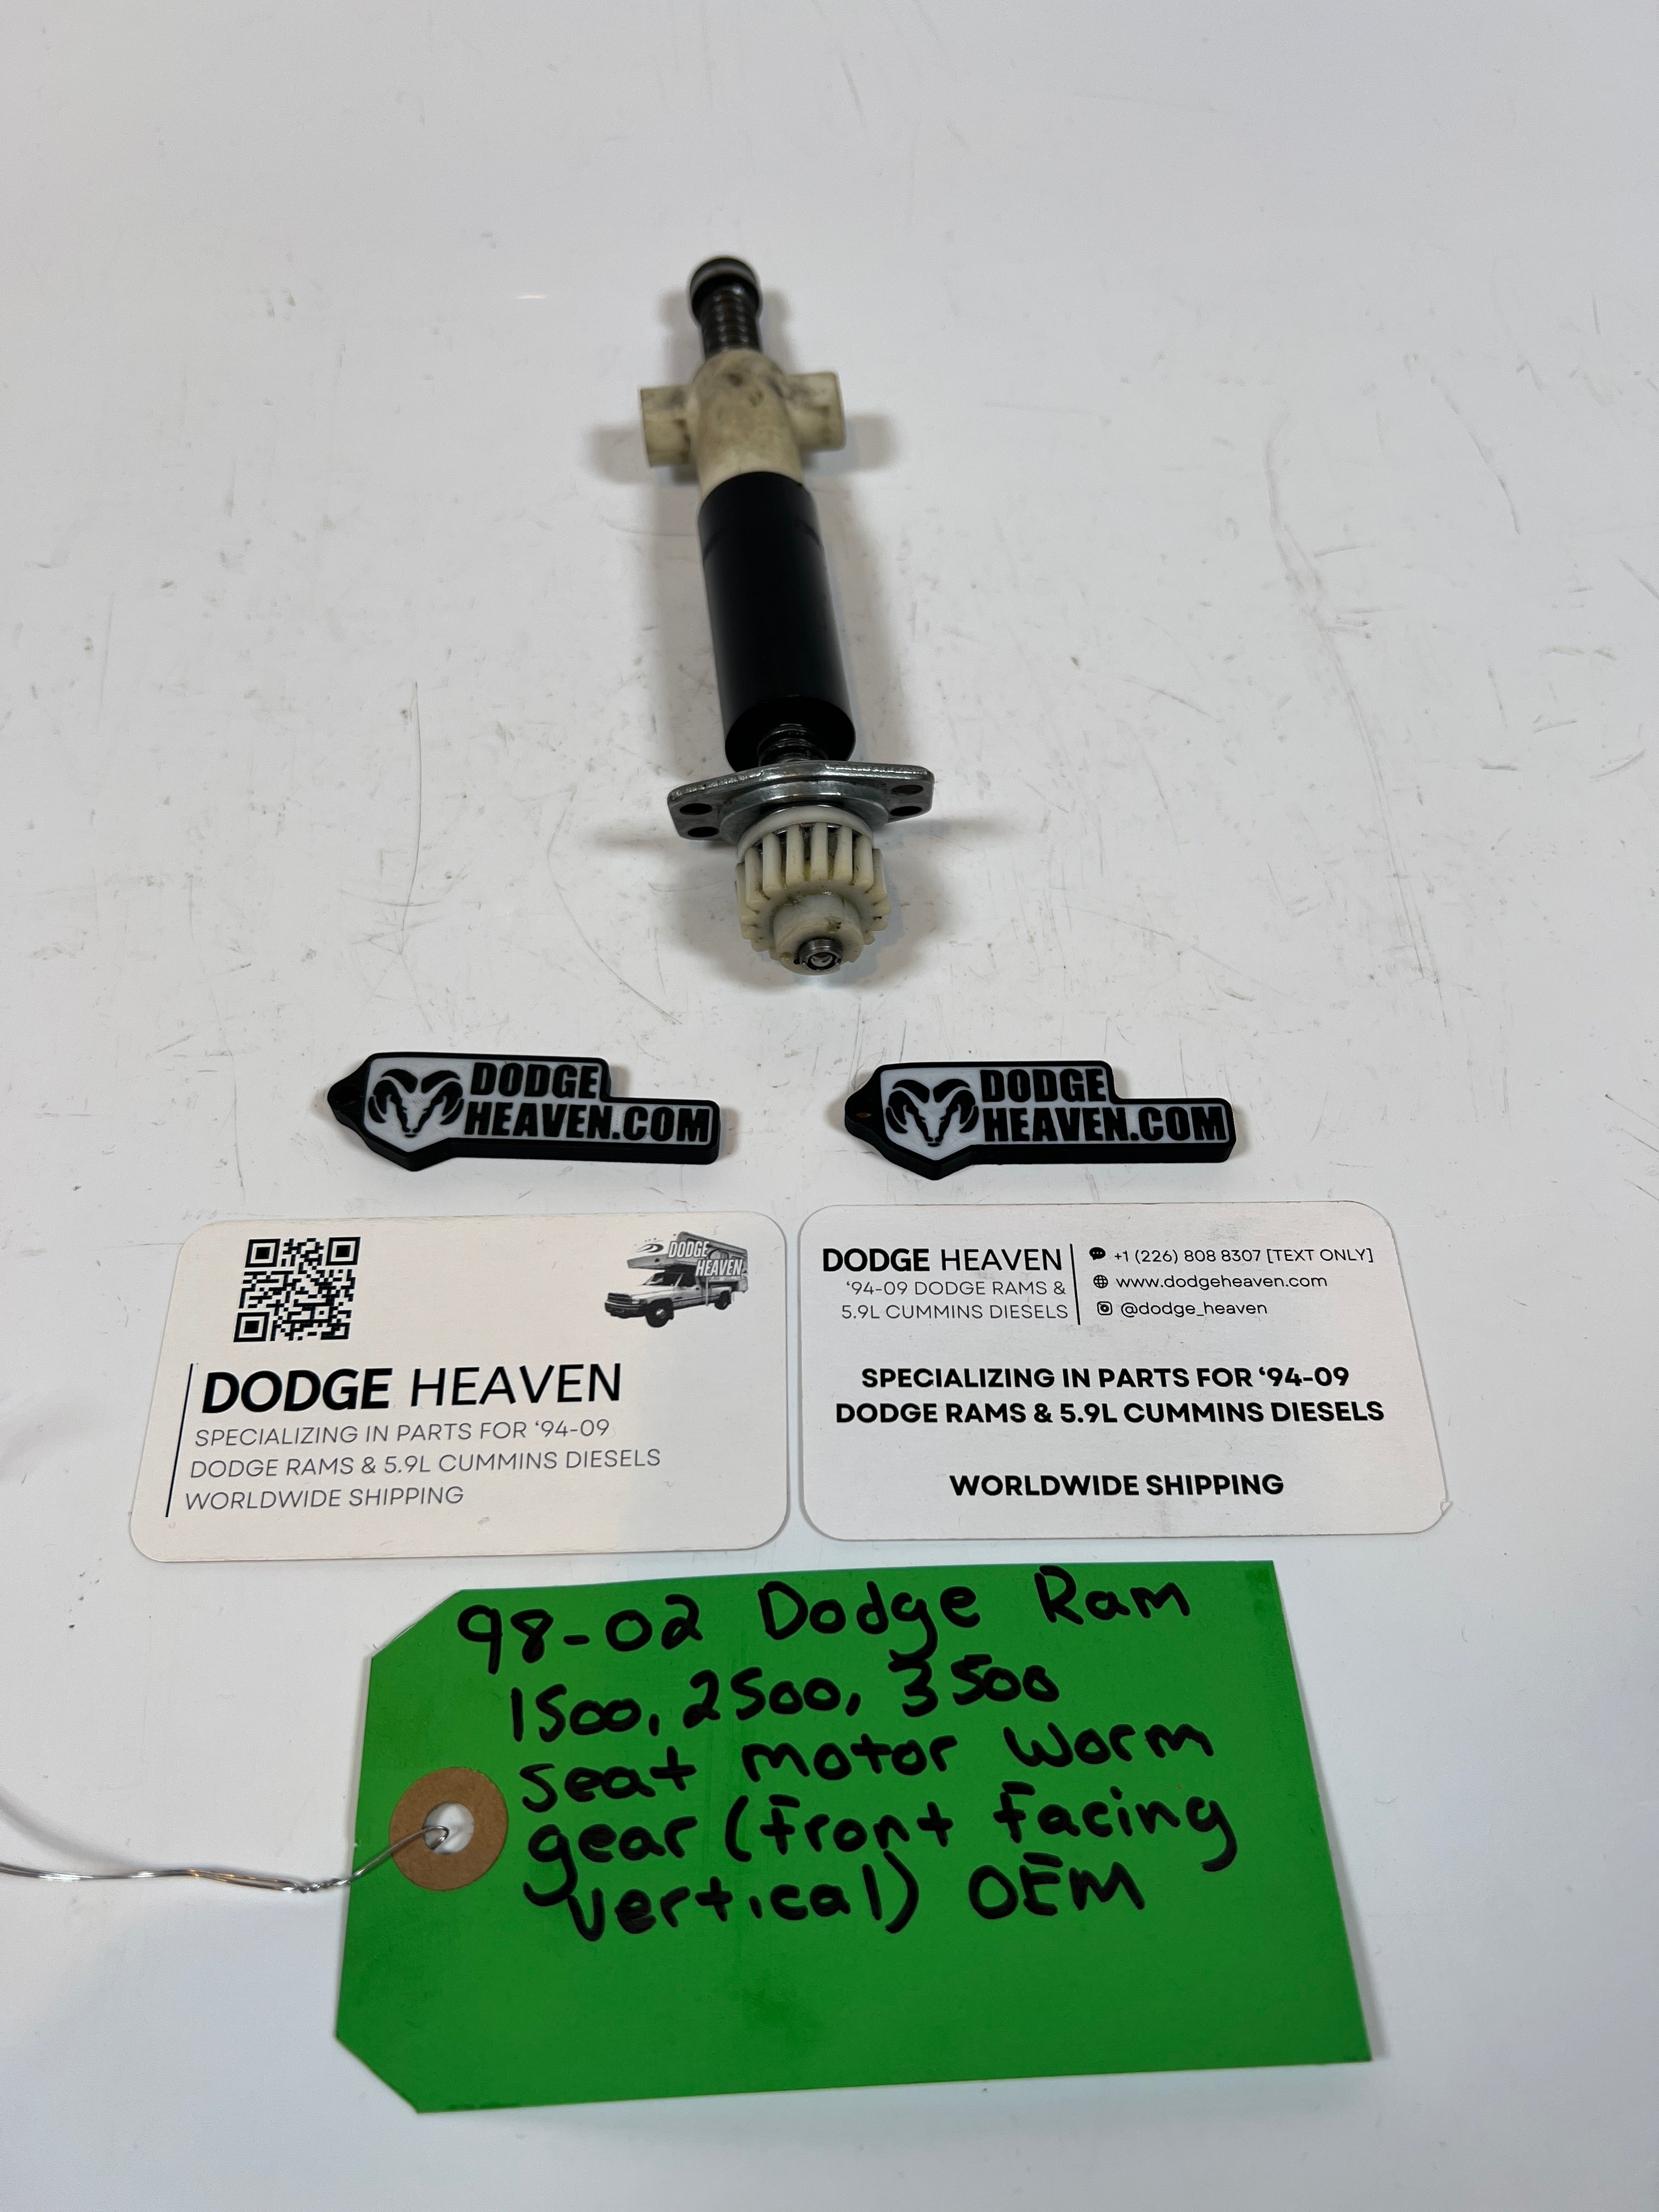 DODGE
HEAVEN.COM
DODGE
HEAVEN.COM
DODGE
HEAVEN
DODGE HEAVEN
SPECIALIZING IN PARTS FOR ‘94-09
DODGE RAMS & 5.9L CUMMINS DIESELS
WORLDWIDE SHIPPING
DODGE HEAVEN
‘94-09 DODGE RAMS &
5.9L CUMMINS DIESELS
+1 (226) 808 8307 [TEXT ONLY]
www.dodgeheaven.com
@dodge_heaven
SPECIALIZING IN PARTS FOR ‘94-09
DODGE RAMS & 5.9L CUMMINS DIESELS
WORLDWIDE SHIPPING
98-02 Dodge Ram
1500, 2500, 3500
seat motor worm
gear (front facing
vertical) OEM